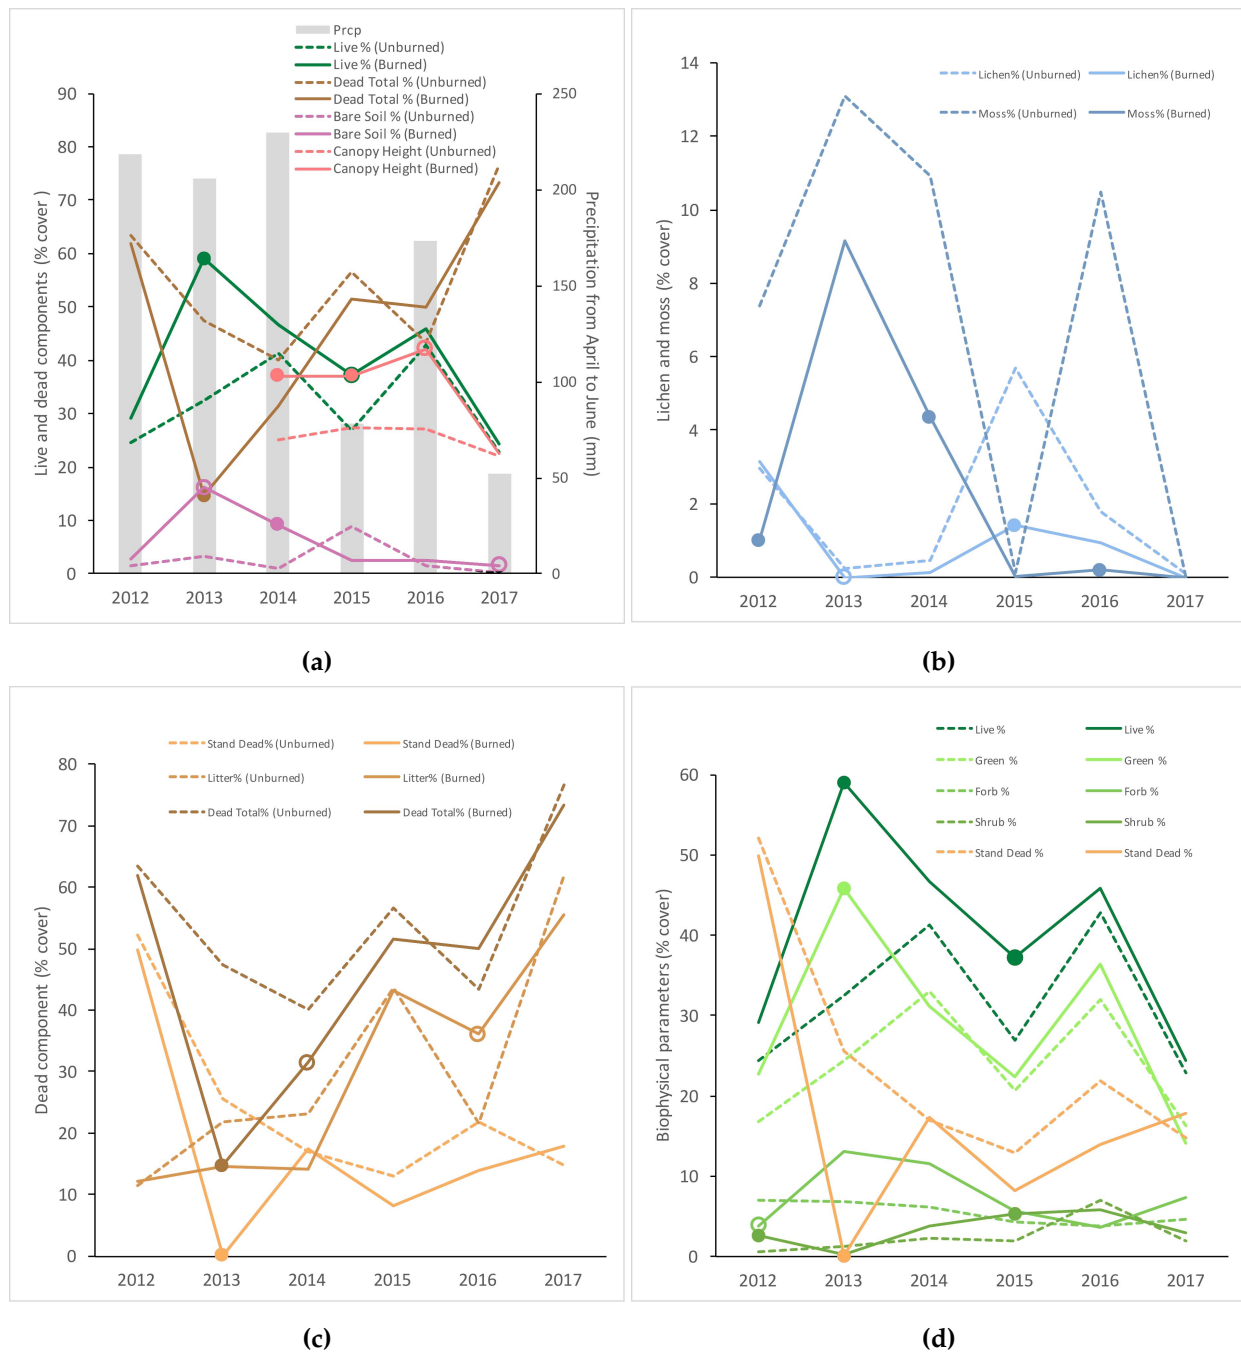 Prcp
Live % (Unburned)
Live % (Burned)
Dead Total % (Unburned)
Dead Total % (Burned)
Bare Soil % (Unburned)
Bare Soil % (Burned)
Canopy Height (Unburned)
Canopy Height (Burned)
Live and dead components (% cover )
90
80
70
60
50
40
30
20
10
0
250
200
150
100
50
0
Precipitation from April to June (mm)
2012 2013 2014 2015 2016 2017
(a)
Lichen% (Unburned) Lichen% (Burned)
Moss% (Unburned) Moss% (Burned)
Lichen and moss (% cover)
14
12
10
8
6
4
2
0
2012 2013 2014 2015 2016 2017
(b)
Stand Dead% (Unburned) Stand Dead% (Burned)
Litter% (Unburned) Litter% (Burned)
Dead Total% (Unburned) Dead Total% (Burned)
Dead component (% cover)
80
70
60
50
40
30
20
10
0
2012 2013 2014 2015 2016 2017
(c)
Live % Live %
Green % Green %
Forb % Forb %
Shrub % Shrub %
Stand Dead % Stand Dead %
Biophysical parameters (% cover)
60
50
40
30
20
10
0
2012 2013 2014 2015 2016 2017
(d)